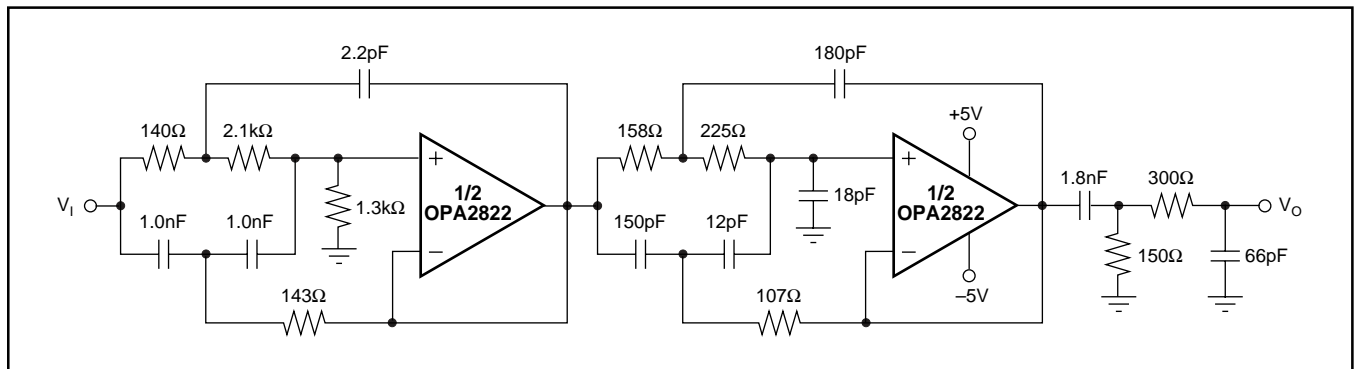 2.2pF
180pF
+5V
140Ω
2.1kΩ
158Ω
225Ω
+
+
1/2
OPA2822
1/2
OPA2822
1.8nF
300Ω
V_I
1.3kΩ
18pF
V_O
1.0nF
1.0nF
150pF
12pF
–
–
150Ω
66pF
143Ω
107Ω
–5V